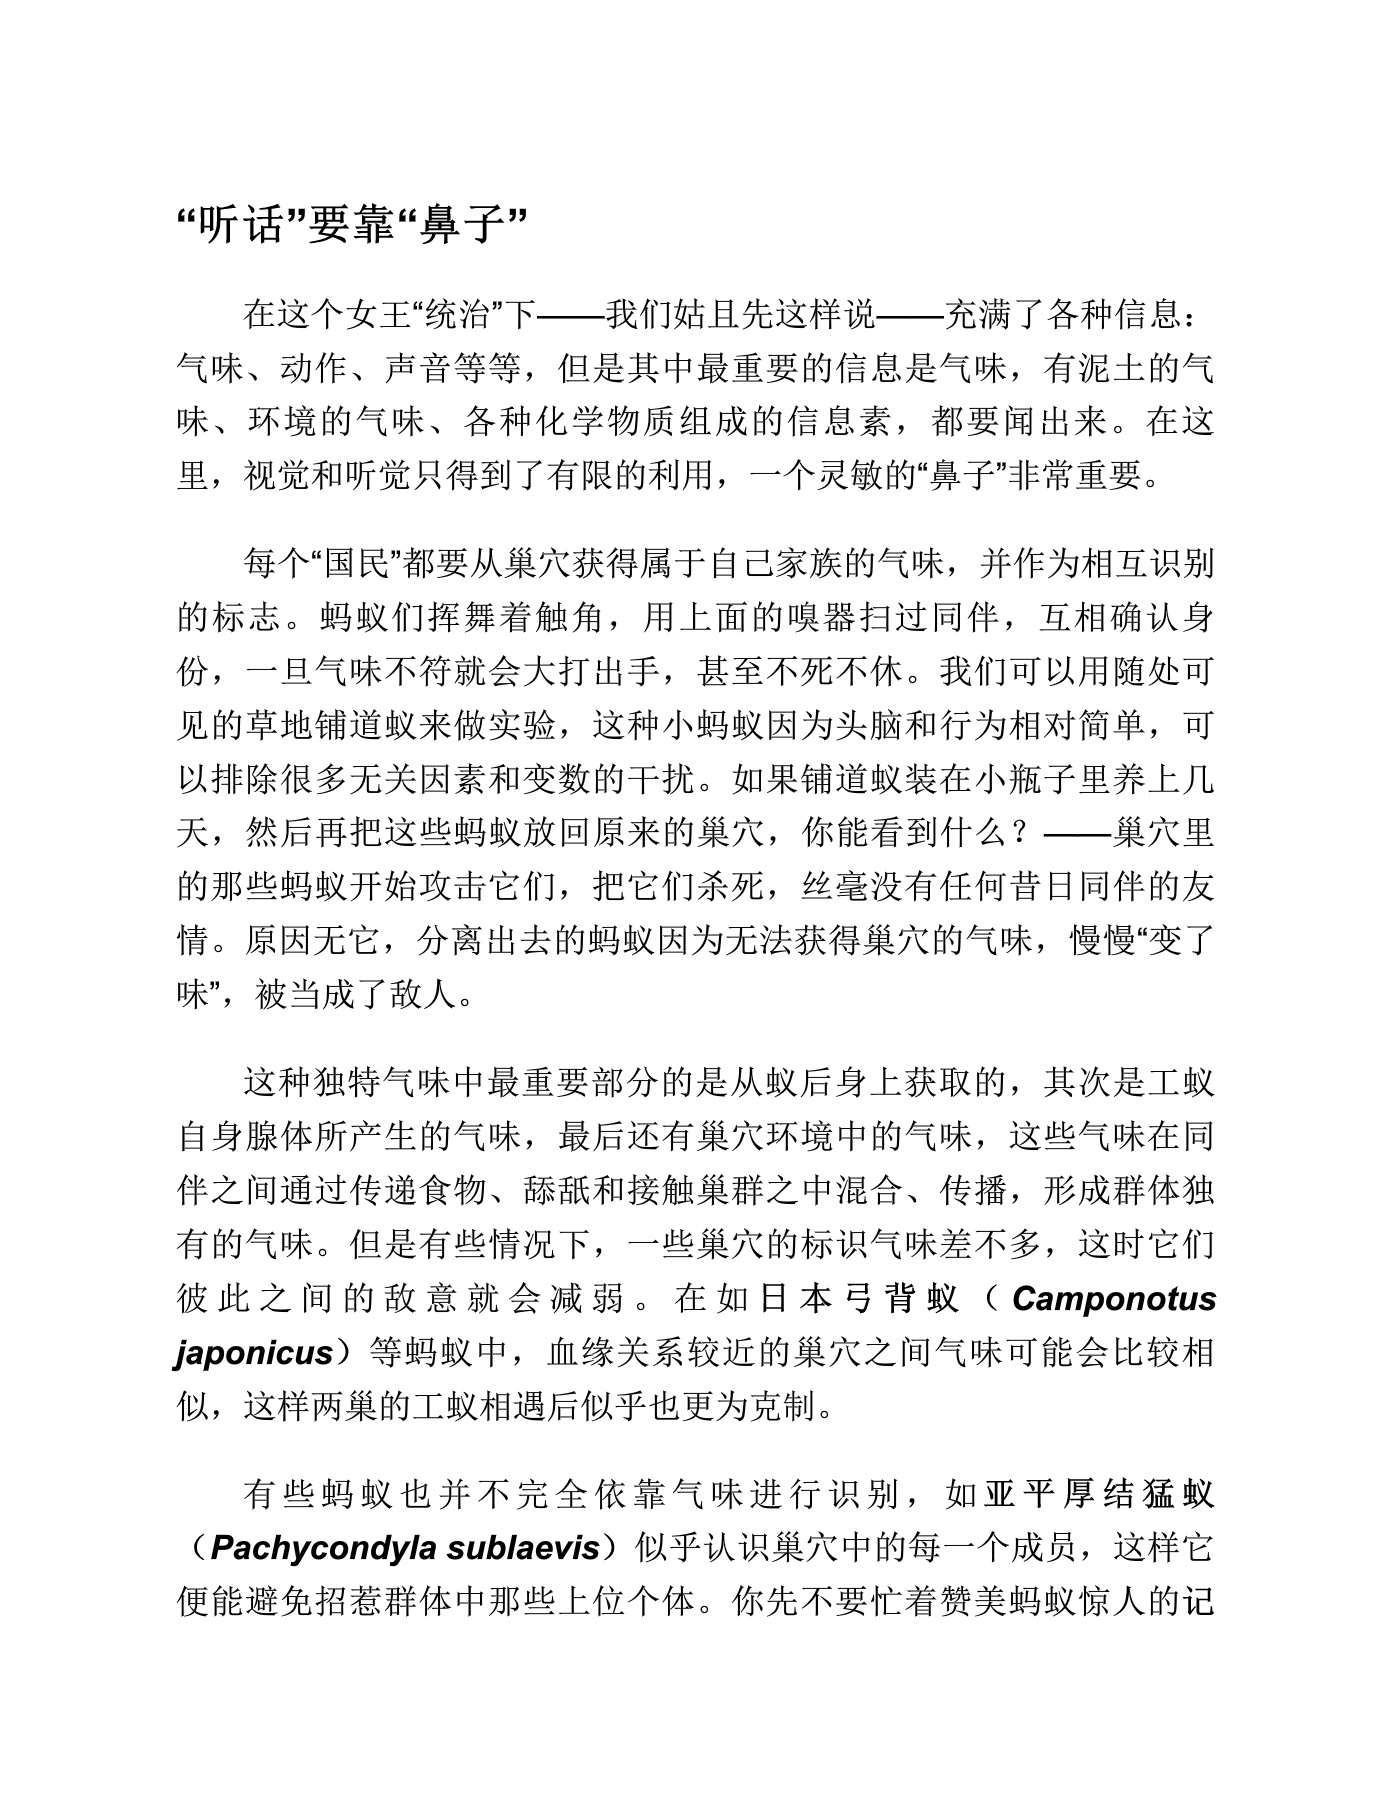 “听话”要靠“鼻子”
在这个女王“统治”下——我们姑且先这样说——充满了各种信息：
气味、动作、声音等等，但是其中最重要的信息是气味，有泥土的气
味、环境的气味、各种化学物质组成的信息素，都要闻出来。在这
里，视觉和听觉只得到了有限的利用，一个灵敏的“鼻子”非常重要。
每个“国民”都要从巢穴获得属于自己家族的气味，并作为相互识别
的标志。蚂蚁们挥舞着触角，用上面的嗅器扫过同伴，互相确认身
份，一旦气味不符就会大打出手，甚至不死不休。我们可以用随处可
见的草地铺道蚁来做实验，这种小蚂蚁因为头脑和行为相对简单，可
以排除很多无关因素和变数的干扰。如果铺道蚁装在小瓶子里养上几
天，然后再把这些蚂蚁放回原来的巢穴，你能看到什么？——巢穴里
的那些蚂蚁开始攻击它们，把它们杀死，丝毫没有任何昔日同伴的友
情。原因无它，分离出去的蚂蚁因为无法获得巢穴的气味，慢慢“变了
味”，被当成了敌人。
这种独特气味中最重要部分的是从蚁后身上获取的，其次是工蚁
自身腺体所产生的气味，最后还有巢穴环境中的气味，这些气味在同
伴之间通过传递食物、舔舐和接触巢群之中混合、传播，形成群体独
有的气味。但是有些情况下，一些巢穴的标识气味差不多，这时它们
彼此之间的敌意就会减弱。在如日本弓背蚁（Camponotus
japonicus）等蚂蚁中，血缘关系较近的巢穴之间气味可能会比较相
似，这样两巢的工蚁相遇后似乎也更为克制。
有些蚂蚁也并不完全依靠气味进行识别，如亚平厚结猛蚁
（Pachycondyla sublaevis）似乎认识巢穴中的每一个成员，这样它
便能避免招惹群体中那些上位个体。你先不要忙着赞美蚂蚁惊人的记